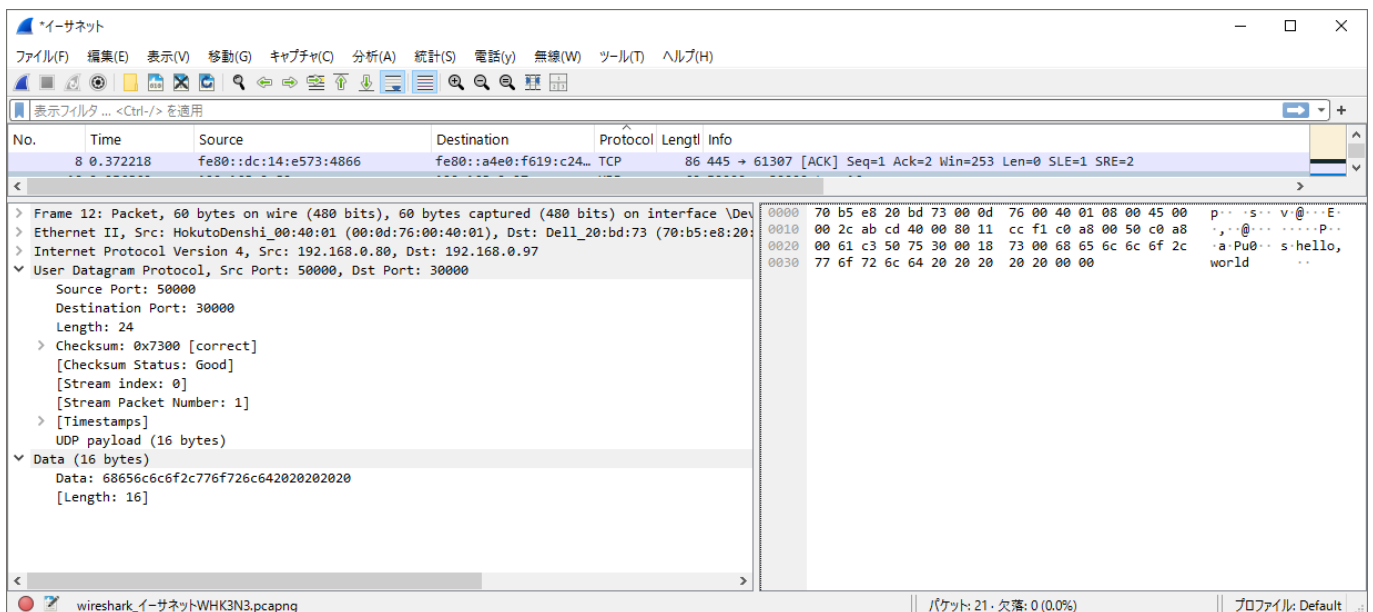 *イーサネット
ファイル(F) 編集(E) 表示(V) 移動(G) キャプチャ(C) 分析(A) 統計(S) 電話(y) 無線(W) ツール(T) ヘルプ(H)
表示フィルタ … <Ctrl-/> を適用
No. Time Source Destination Protocol Lengtl Info
8 0.372218 fe80::dc:14:e573:4866 fe80::a4e0:f619:c24… TCP 86 445 → 61307 [ACK] Seq=1 Ack=2 Win=253 Len=0 SLE=1 SRE=2
Frame 12: Packet, 60 bytes on wire (480 bits), 60 bytes captured (480 bits) on interface \Dev
Ethernet II, Src: HokutoDenshi_00:40:01 (00:0d:76:00:40:01), Dst: Dell_20:bd:73 (70:b5:e8:20:
Internet Protocol Version 4, Src: 192.168.0.80, Dst: 192.168.0.97
User Datagram Protocol, Src Port: 50000, Dst Port: 30000
Source Port: 50000
Destination Port: 30000
Length: 24
Checksum: 0x7300 [correct]
[Checksum Status: Good]
[Stream index: 0]
[Stream Packet Number: 1]
[Timestamps]
UDP payload (16 bytes)
Data (16 bytes)
Data: 68656c6c6f2c776f726c642020202020
[Length: 16]
0000 70 b5 e8 20 bd 73 00 0d 76 00 40 01 08 00 45 00 p·· ·s·· v·@···E·
0010 00 2c ab cd 40 00 80 11 cc f1 c0 a8 00 50 c0 a8 ·,··@··· ·····P··
0020 00 61 c3 50 75 30 00 18 73 00 68 65 6c 6c 6f 2c ·a·Pu0·· s·hello,
0030 77 6f 72 6c 64 20 20 20 20 20 00 00 world ··
wireshark_イーサネットWHK3N3.pcapng
パケット: 21 · 欠落: 0 (0.0%)
プロファイル: Default